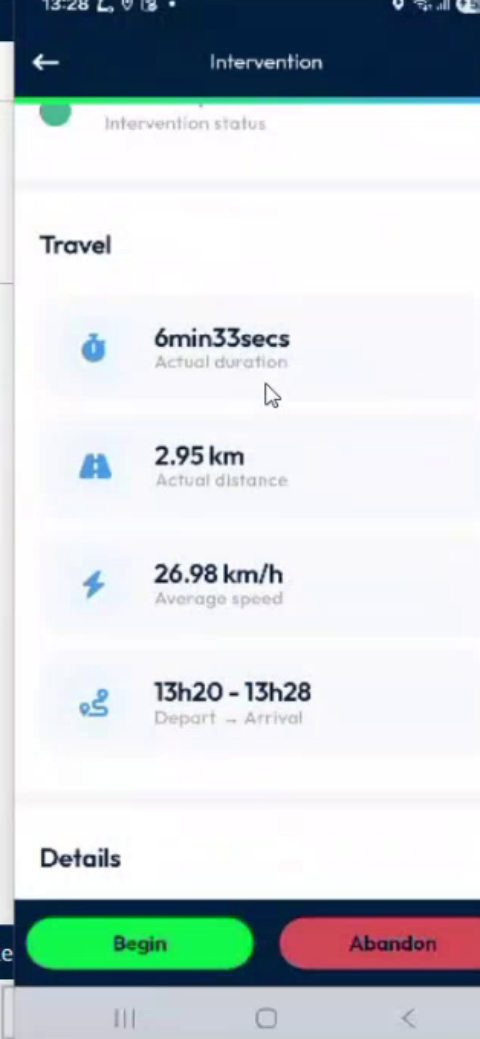 13:28
Intervention
Intervention status
Travel
6min33secs
Actual duration
2.95 km
Actual distance
26.98 km/h
Average speed
13h20 - 13h28
Depart → Arrival
Details
Begin
Abandon